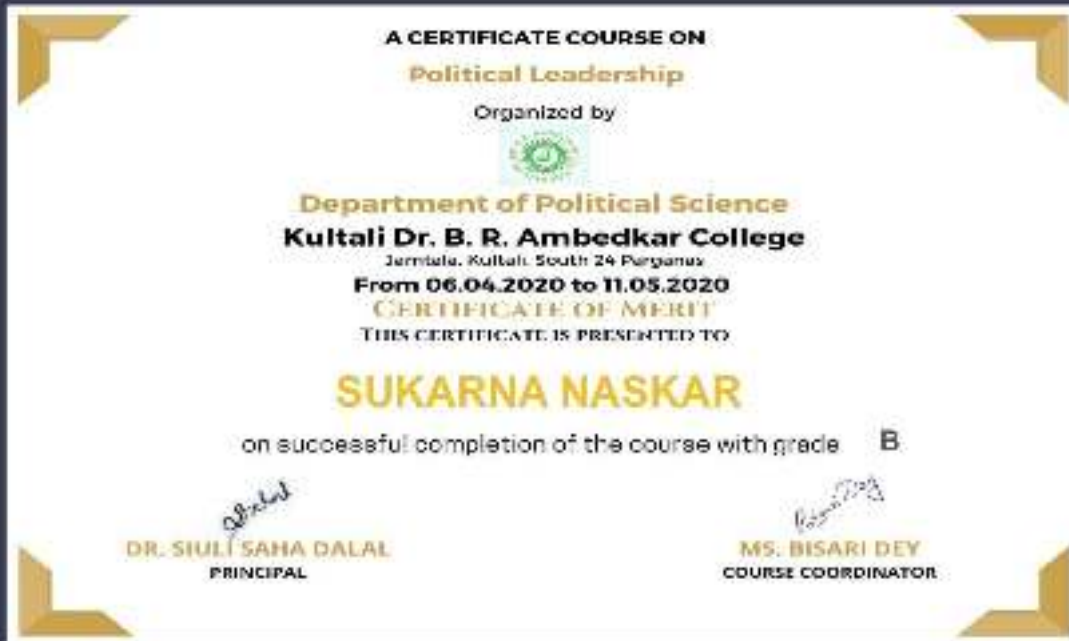 A CERTIFICATE COURSE ON
Political Leadership
Organized by
Department of Political Science
Kultali Dr. B. R. Ambedkar College
Jamtala, Kultali, South 24 Parganas
From 06.04.2020 to 11.05.2020
CERTIFICATE OF MERIT
THIS CERTIFICATE IS PRESENTED TO
SUKARNA NASKAR
on successful completion of the course with grade B
DR. SIULI SAHA DALAL
PRINCIPAL
MS. BISARI DEY
COURSE COORDINATOR